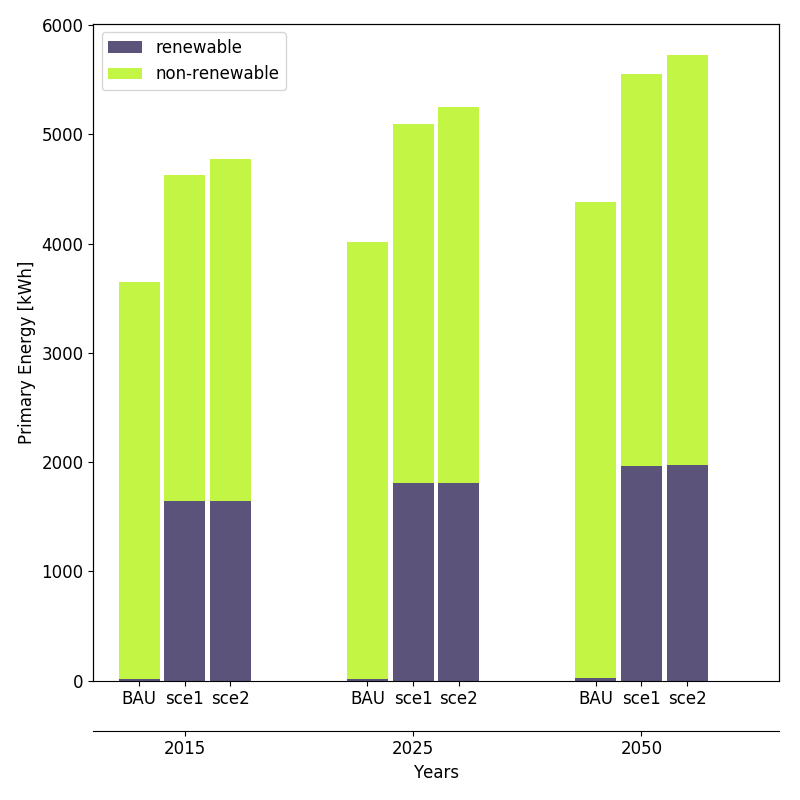 renewable
non-renewable
6000
5000
4000
3000
2000
1000
0
Primary Energy [kWh]
BAU sce1 sce2 BAU sce1 sce2 BAU sce1 sce2
2015 2025 2050
Years